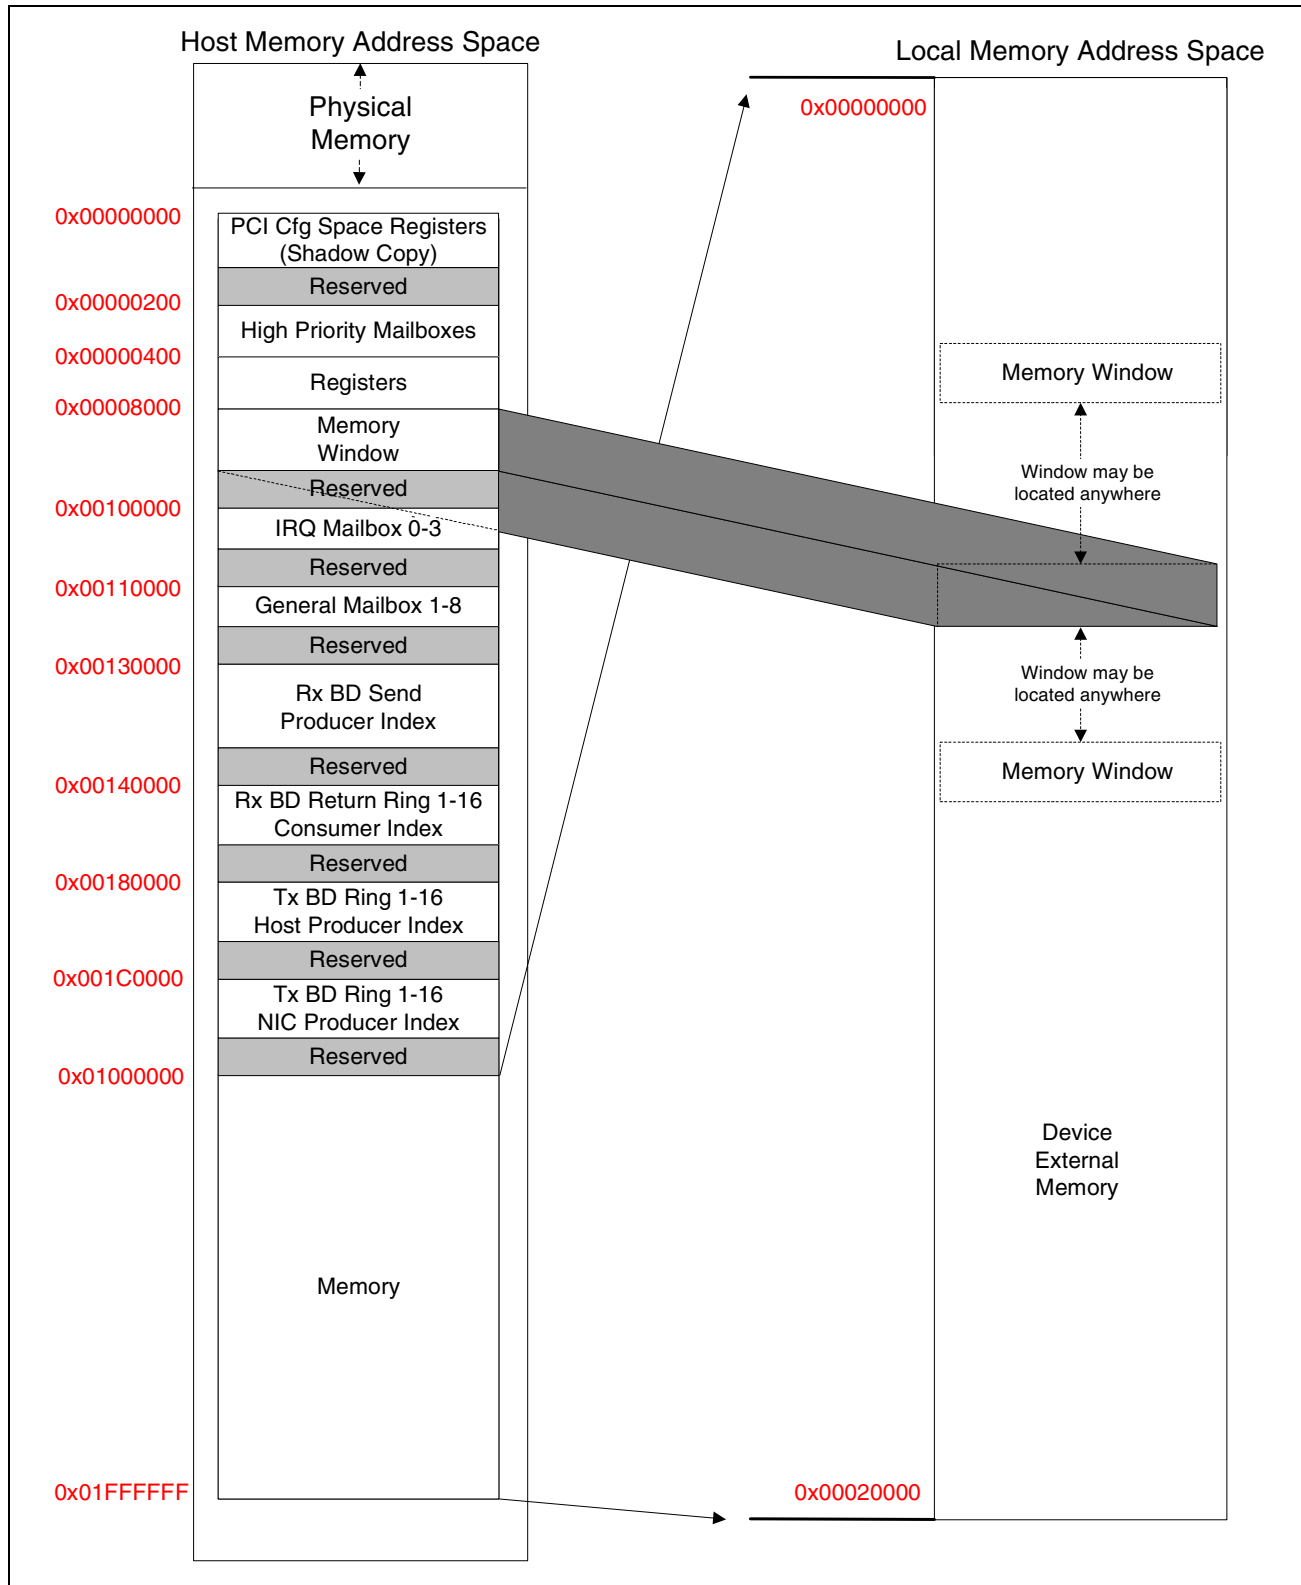 Host Memory Address Space
Physical
Memory
0x00000000
PCI Cfg Space Registers
(Shadow Copy)
Reserved
0x00000200
High Priority Mailboxes
0x00000400
Registers
0x00008000
Memory
Window
Reserved
0x00100000
IRQ Mailbox 0-3
Reserved
0x00110000
General Mailbox 1-8
Reserved
0x00130000
Rx BD Send
Producer Index
Reserved
0x00140000
Rx BD Return Ring 1-16
Consumer Index
Reserved
0x00180000
Tx BD Ring 1-16
Host Producer Index
Reserved
0x001C0000
Tx BD Ring 1-16
NIC Producer Index
Reserved
0x01000000
Memory
0x01FFFFFF
Local Memory Address Space
0x00000000
Memory Window
Window may be
located anywhere
Window may be
located anywhere
Memory Window
Device
External
Memory
0x00020000